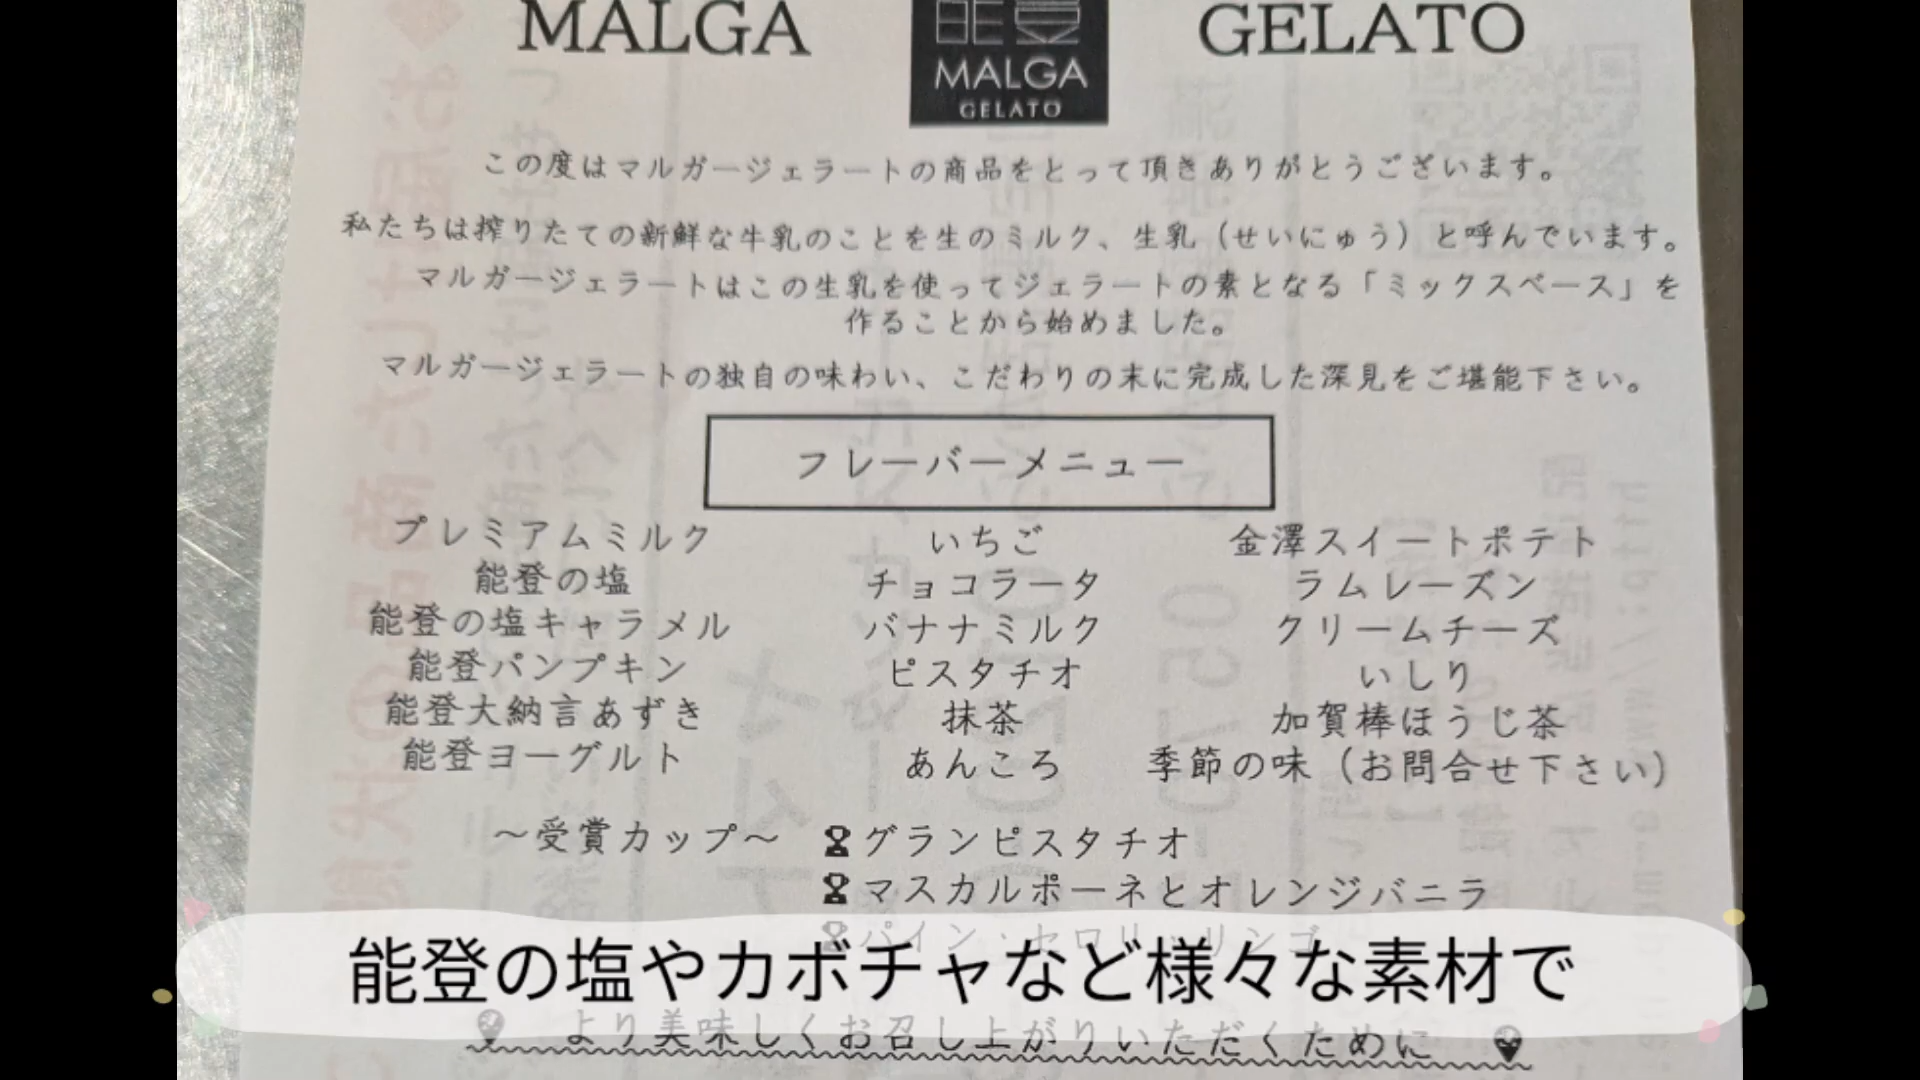 MALGA GELATO
能登
MALGA
GELATO
この度はマルガージェラートの商品をとって頂きありがとうございます。
私たちは搾りたての新鮮な牛乳のことを生のミルク、生乳（せいにゅう）と呼んでいます。
マルガージェラートはこの生乳を使ってジェラートの素となる「ミックスベース」を
作ることから始めました。
マルガージェラートの独自の味わい、こだわりの末に完成した深見をご堪能下さい。
フレーバーメニュー
プレミアムミルク いちご 金澤スイートポテト
能登の塩 チョコラータ ラムレーズン
能登の塩キャラメル バナナミルク クリームチーズ
能登パンプキン ピスタチオ いしり
能登大納言あずき 抹茶 加賀棒ほうじ茶
能登ヨーグルト あんころ 季節の味（お問合せ下さい）
～受賞カップ～ グランピスタチオ
マスカルポーネとオレンジバニラ
パイン・セロリ・リンゴ
能登の塩やカボチャなど様々な素材で
より美味しくお召し上がりいただくために